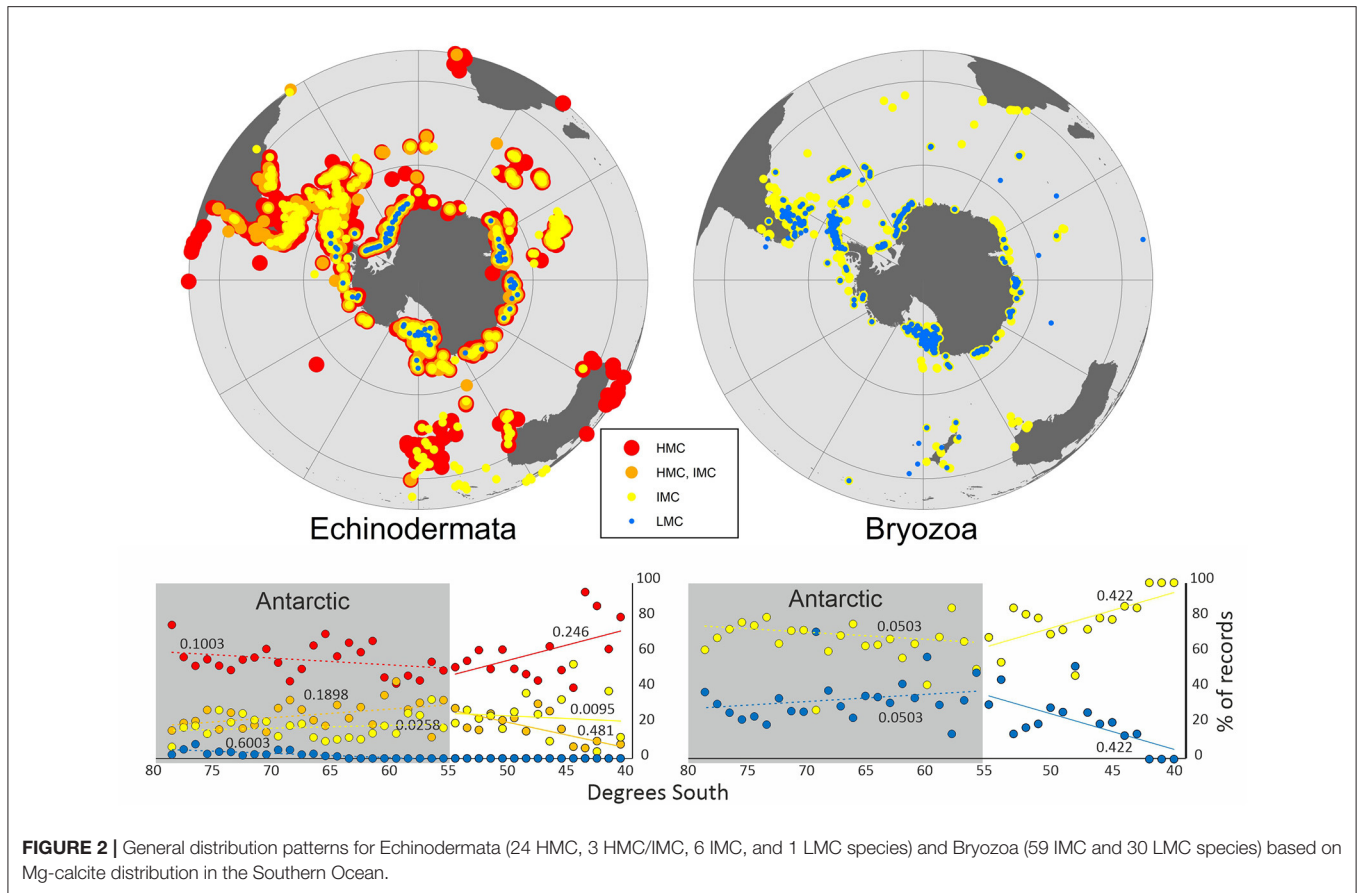 Echinodermata
Bryozoa
HMC
HMC, IMC
IMC
LMC
Antarctic
0.1003
0.246
0.1898
0.0095
0.0258
0.481
0.6003
100
80
60
40
20
0
80 75 70 65 60 55 50 45 40
Antarctic
0.0503
0.422
0.0503
0.422
100
80
60
40
20
0
% of records
80 75 70 65 60 55 50 45 40
Degrees South
FIGURE 2 | General distribution patterns for Echinodermata (24 HMC, 3 HMC/IMC, 6 IMC, and 1 LMC species) and Bryozoa (59 IMC and 30 LMC species) based on
Mg-calcite distribution in the Southern Ocean.